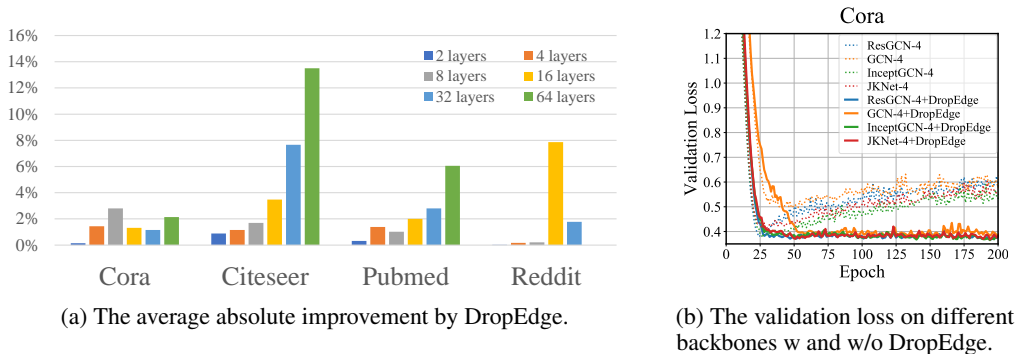 16%
14%
12%
10%
8%
6%
4%
2%
0%
2 layers 4 layers
8 layers 16 layers
32 layers 64 layers
Cora Citeseer Pubmed Reddit
(a) The average absolute improvement by DropEdge.
Cora
Validation Loss
1.2
1.1
1.0
0.9
0.8
0.7
0.6
0.5
0.4
ResGCN-4
GCN-4
InceptGCN-4
JKNet-4
ResGCN-4+DropEdge
GCN-4+DropEdge
InceptGCN-4+DropEdge
JKNet-4+DropEdge
0 25 50 75 100 125 150 175 200
Epoch
(b) The validation loss on different
backbones w and w/o DropEdge.